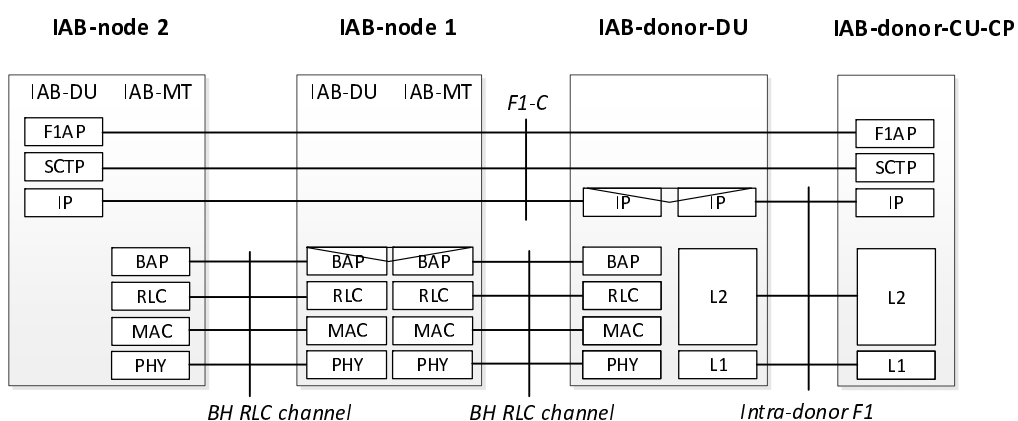 IAB-node 2 IAB-node 1 IAB-donor-DU IAB-donor-CU-CP
IAB-DU IAB-MT IAB-DU IAB-MT
F1-C
F1AP F1AP
SCTP SCTP
IP IP IP IP
BAP BAP BAP BAP
RLC RLC RLC RLC L2 L2
MAC MAC MAC MAC
PHY PHY PHY PHY L1 L1
BH RLC channel BH RLC channel Intra-donor F1